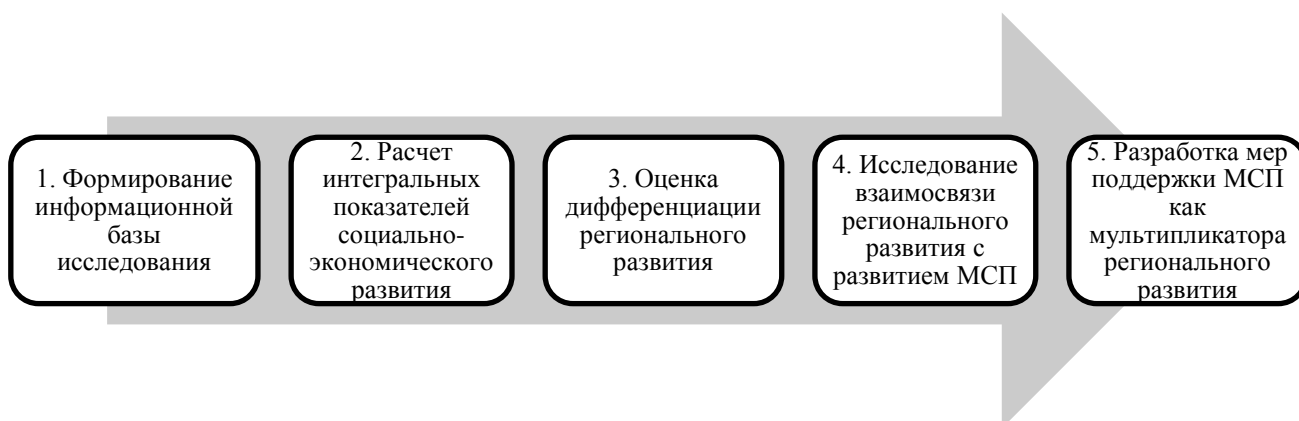 1. Формирование
информационной
базы
исследования
2. Расчет
интегральных
показателей
социально-
экономического
развития
3. Оценка
дифференциации
регионального
развития
4. Исследование
взаимосвязи
регионального
развития с
развитием МСП
5. Разработка мер
поддержки МСП
как
мультипликатора
регионального
развития